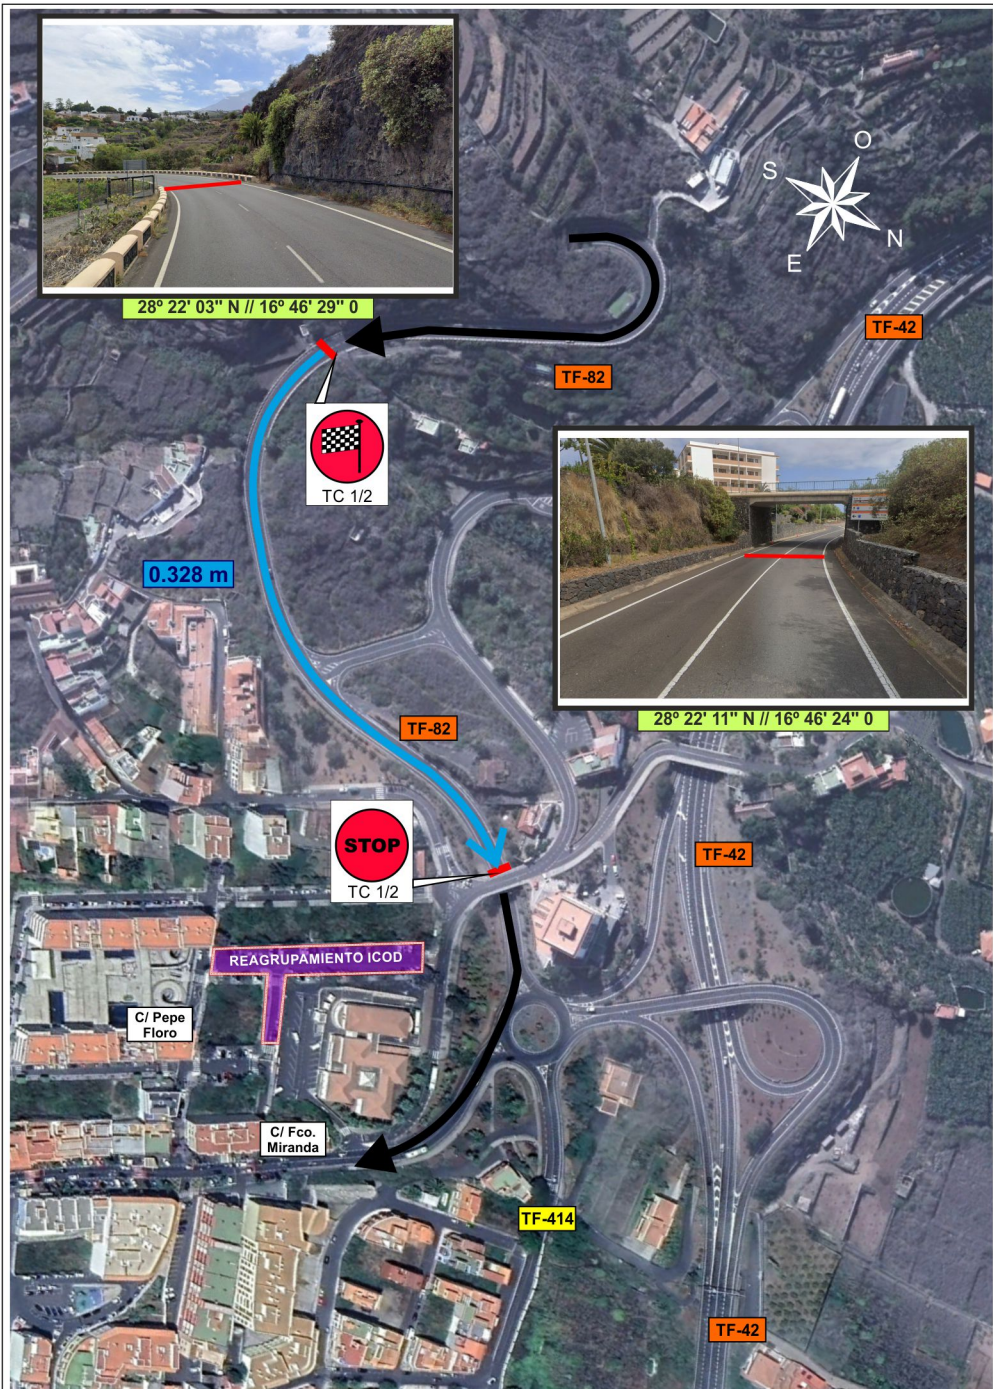 O
S
N
E
28º 22' 03" N // 16º 46' 29" 0
TF-42
TF-82
TC 1/2
0.328 m
28º 22' 11" N // 16º 46' 24" 0
TF-82
STOP
TC 1/2
TF-42
REAGRUPAMIENTO ICOD
C/ Pepe
Floro
C/ Fco.
Miranda
TF-414
TF-42